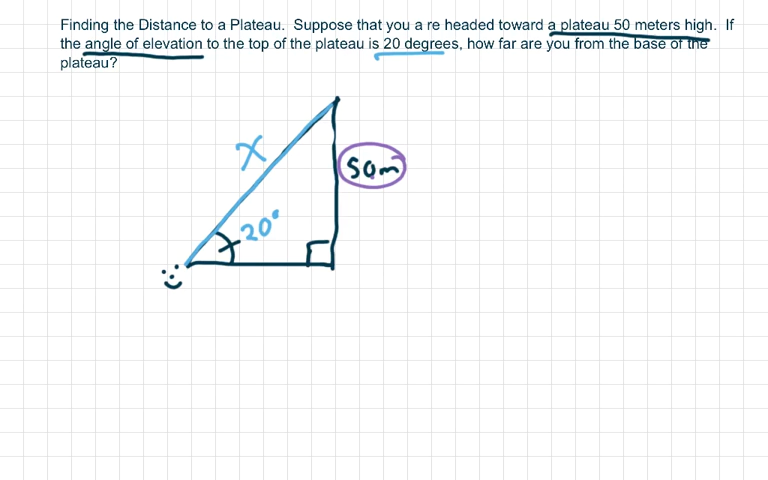 Finding the Distance to a Plateau. Suppose that you a re headed toward a plateau 50 meters high. If
the angle of elevation to the top of the plateau is 20 degrees, how far are you from the base of the
plateau?
x
50m
20°